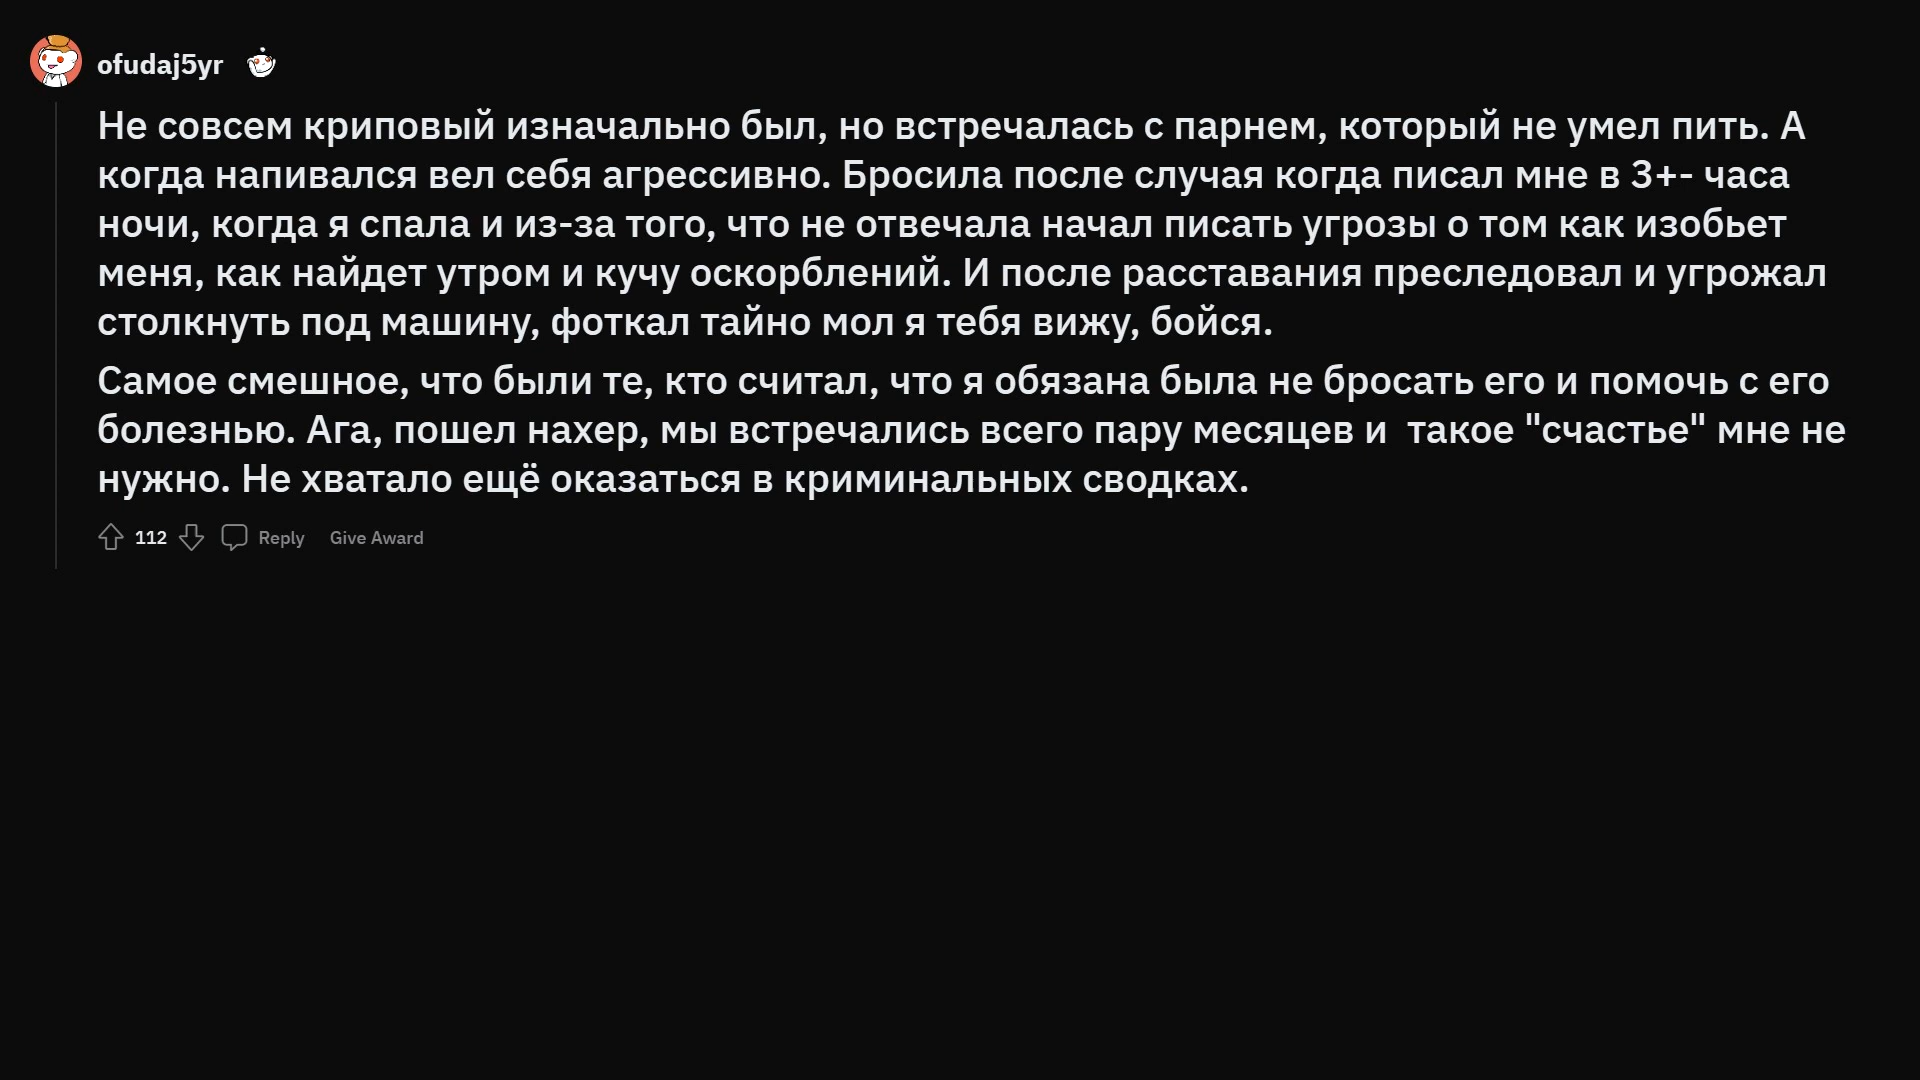 ofudaj5yr
Не совсем криповый изначально был, но встречалась с парнем, который не умел пить. А
когда напивался вел себя агрессивно. Бросила после случая когда писал мне в 3+- часа
ночи, когда я спала и из-за того, что не отвечала начал писать угрозы о том как изобьет
меня, как найдет утром и кучу оскорблений. И после расставания преследовал и угрожал
столкнуть под машину, фоткал тайно мол я тебя вижу, бойся.
Самое смешное, что были те, кто считал, что я обязана была не бросать его и помочь с его
болезнью. Ага, пошел нахер, мы встречались всего пару месяцев и  такое "счастье" мне не
нужно. Не хватало ещё оказаться в криминальных сводках.
112 Reply Give Award